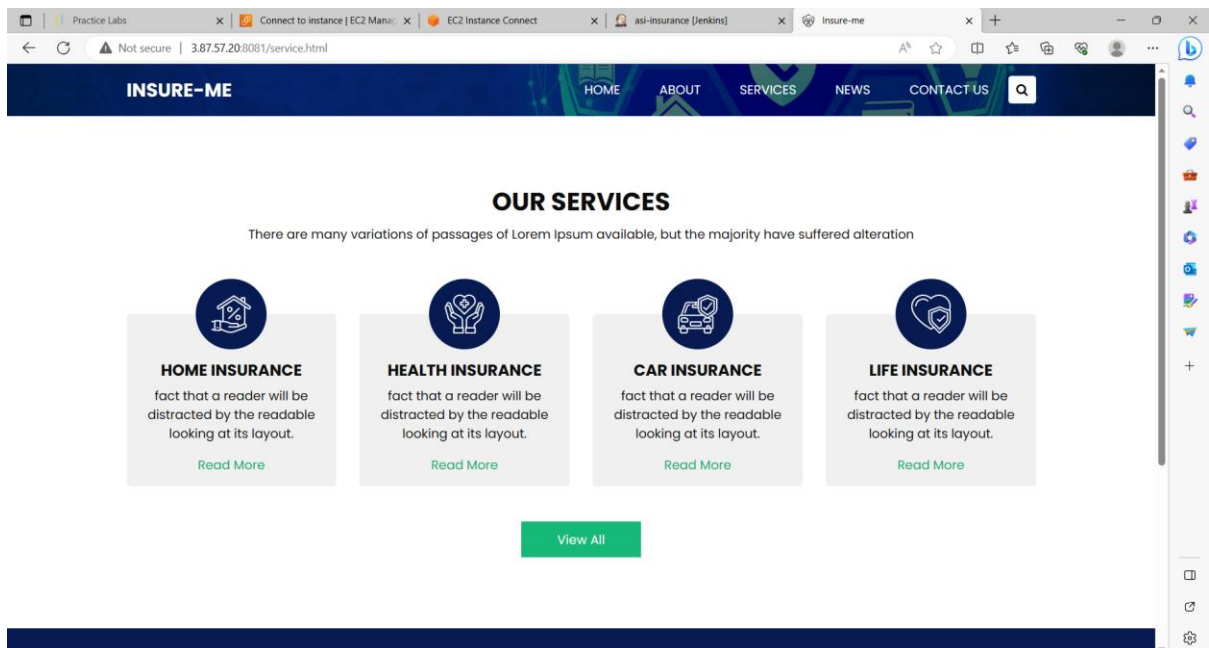 Practice Labs
Connect to instance | EC2 Manag
EC2 Instance Connect
asi-insurance [Jenkins]
Insure-me
Not secure | 3.87.57.20:8081/service.html
INSURE-ME
HOME ABOUT SERVICES NEWS CONTACT US
OUR SERVICES
There are many variations of passages of Lorem Ipsum available, but the majority have suffered alteration
HOME INSURANCE
fact that a reader will be
distracted by the readable
looking at its layout.
Read More
HEALTH INSURANCE
fact that a reader will be
distracted by the readable
looking at its layout.
Read More
CAR INSURANCE
fact that a reader will be
distracted by the readable
looking at its layout.
Read More
LIFE INSURANCE
fact that a reader will be
distracted by the readable
looking at its layout.
Read More
View All